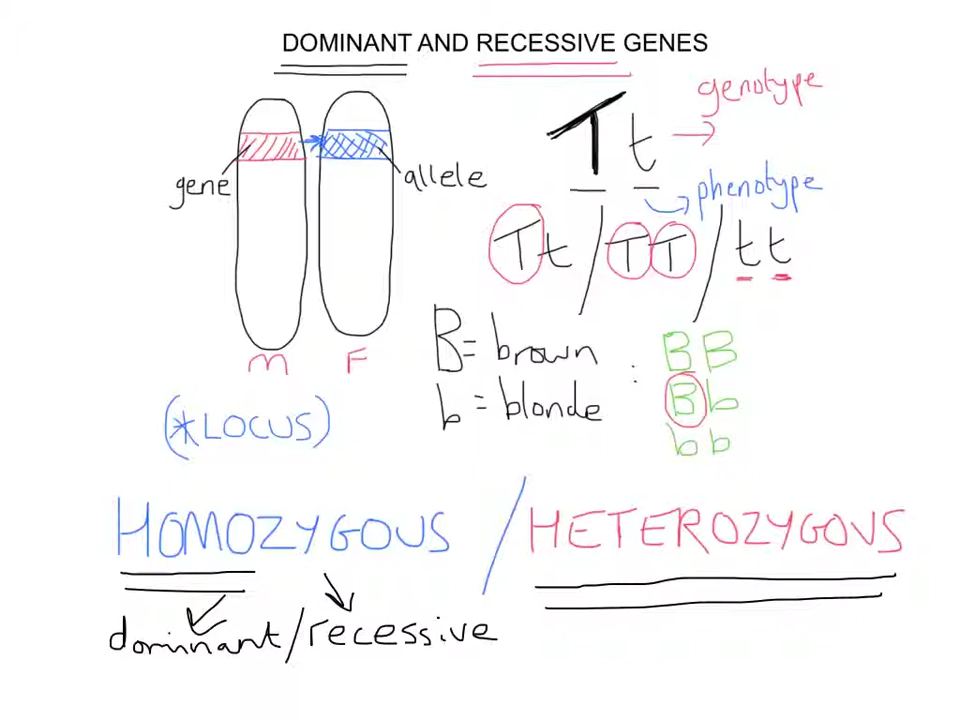 DOMINANT AND RECESSIVE GENES
T t → genotype
gene
allele
phenotype
Tt / TT / tt
B = brown : BB
b = blonde Bb
bb
M F
(*LOCUS)
HOMOZYGOUS / HETEROZYGOUS
dominant/recessive